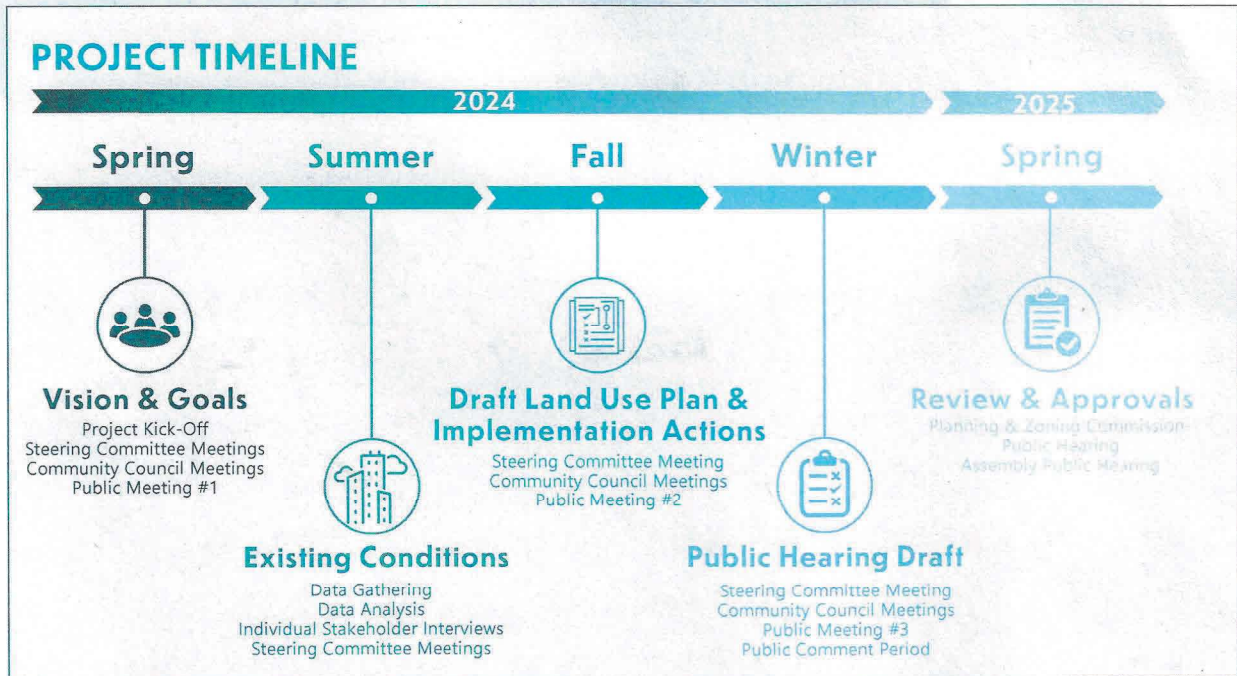 PROJECT TIMELINE
2024
2025
Spring
Summer
Fall
Winter
Spring
Vision & Goals
Project Kick-Off
Steering Committee Meetings
Community Council Meetings
Public Meeting #1
Existing Conditions
Data Gathering
Data Analysis
Individual Stakeholder Interviews
Steering Committee Meetings
Draft Land Use Plan &
Implementation Actions
Steering Committee Meeting
Community Council Meetings
Public Meeting #2
Public Hearing Draft
Steering Committee Meeting
Community Council Meetings
Public Meeting #3
Public Comment Period
Review & Approvals
Planning & Zoning Commission
Public Hearing
Assembly Public Hearing